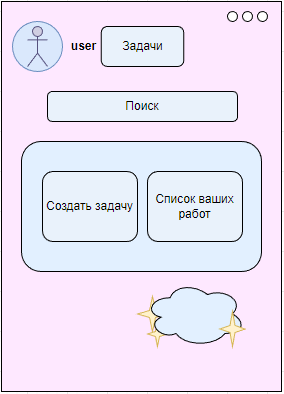 user
Задачи
Поиск
Создать задачу
Список ваших
работ